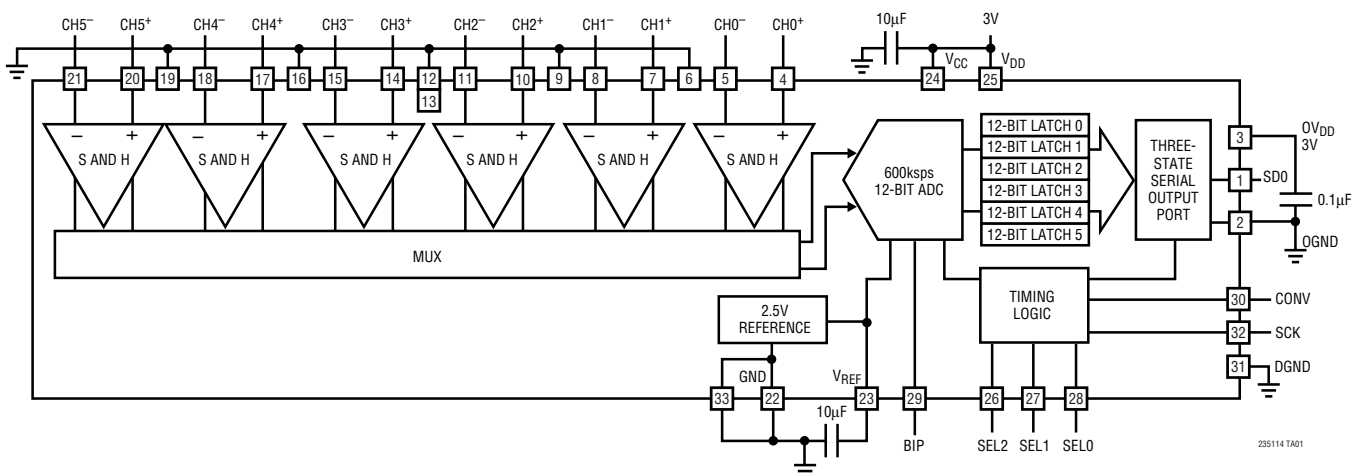 CH5– CH5+ CH4– CH4+ CH3– CH3+ CH2– CH2+ CH1– CH1+ CH0– CH0+ 10µF 3V
VCC VDD
21 20 19 18 17 16 15 14 12 11 10 9 8 7 6 5 4 24 25
13
– + – + – + – + – + – +
S AND H S AND H S AND H S AND H S AND H S AND H
MUX
600ksps
12-BIT ADC
12-BIT LATCH 0
12-BIT LATCH 1
12-BIT LATCH 2
12-BIT LATCH 3
12-BIT LATCH 4
12-BIT LATCH 5
THREE-
STATE
SERIAL
OUTPUT
PORT
3 OVDD
3V
1 SD0
0.1µF
2
OGND
2.5V
REFERENCE
TIMING
LOGIC
30 CONV
32 SCK
31 DGND
GND VREF
33 22 23 29 26 27 28
10µF
BIP SEL2 SEL1 SEL0
235114 TA01